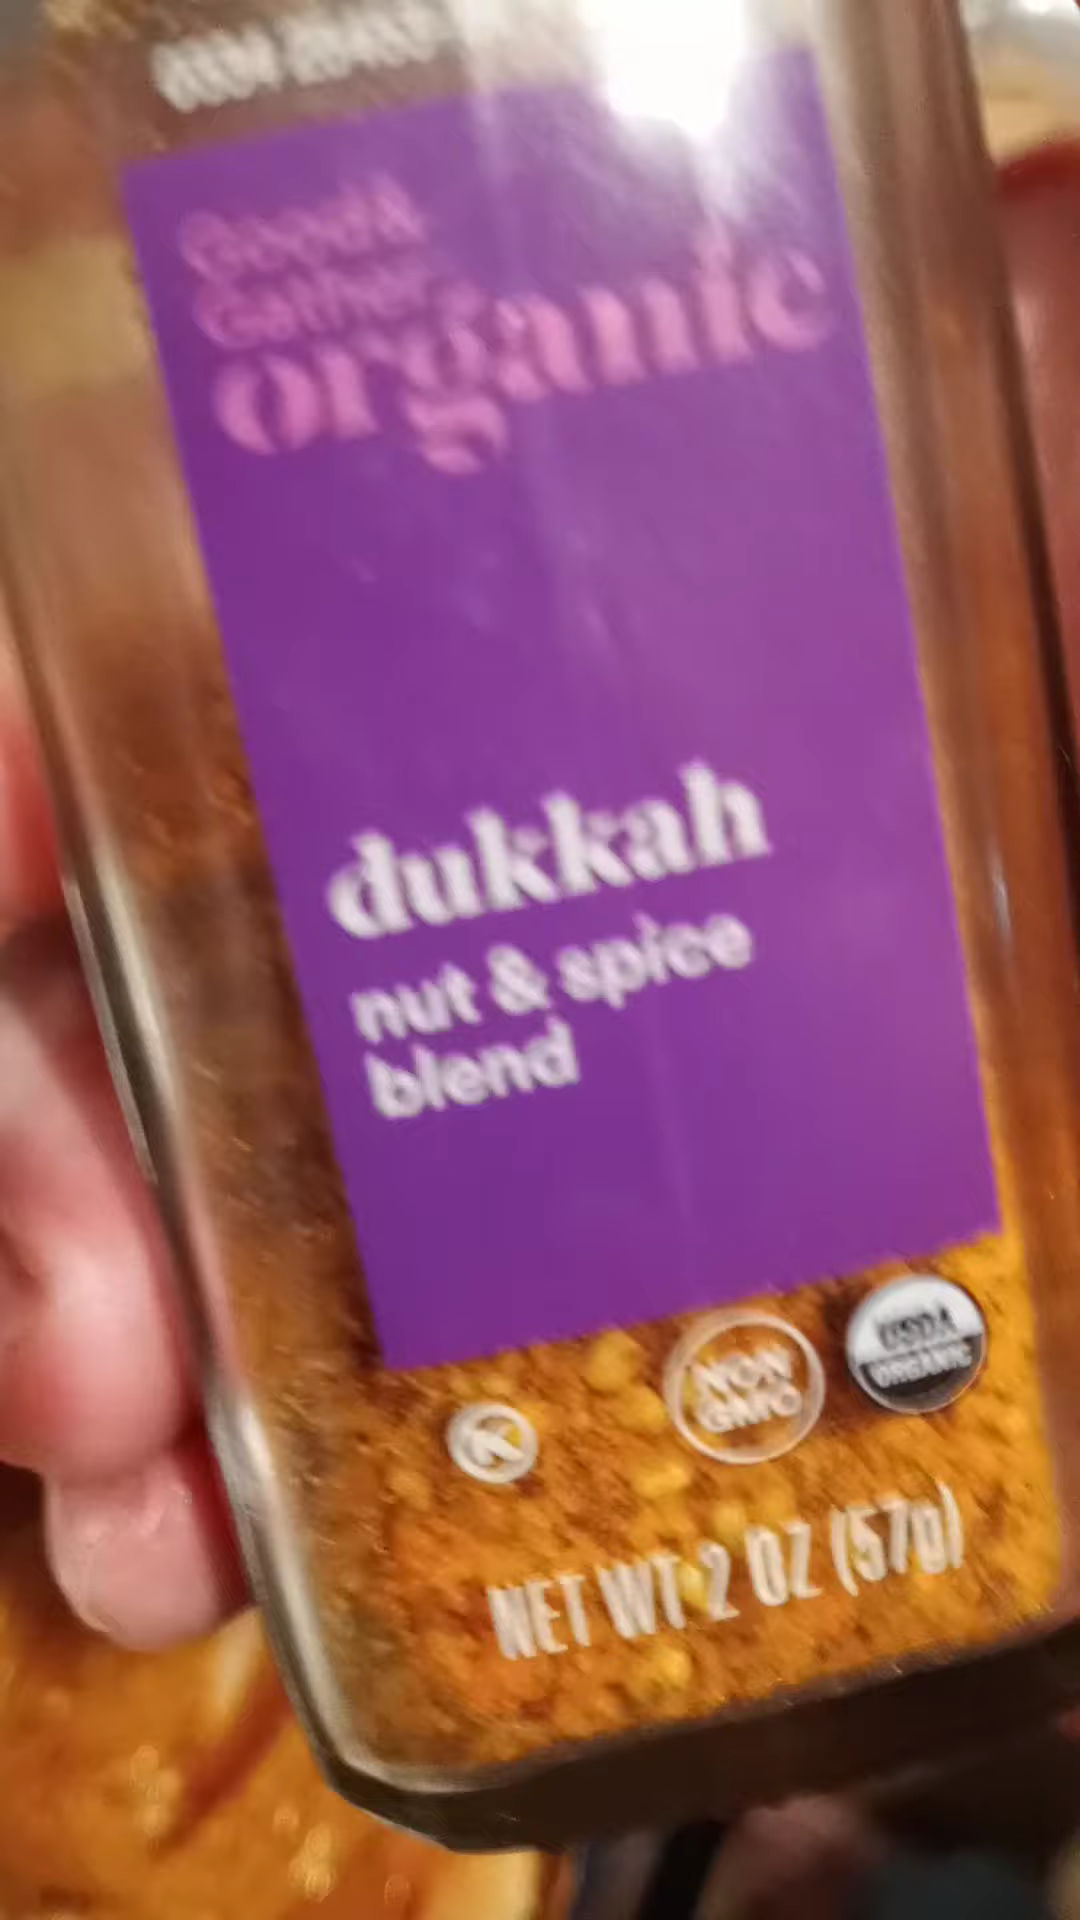 Good &
Gather
organic
dukkah
nut & spice
blend
K
NON
GMO
USDA
ORGANIC
NET WT 2 OZ (57g)